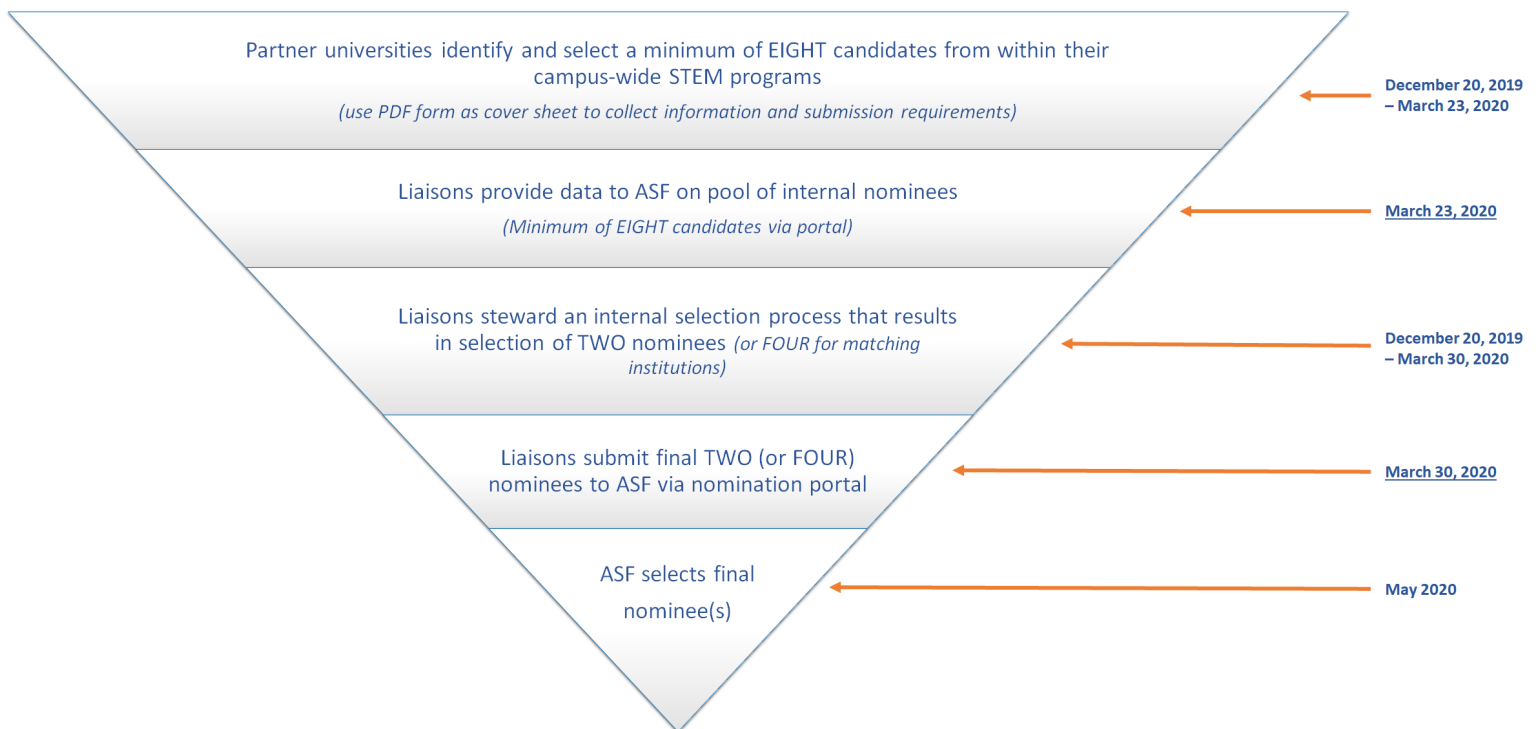 Partner universities identify and select a minimum of EIGHT candidates from within their
campus-wide STEM programs
(use PDF form as cover sheet to collect information and submission requirements)
December 20, 2019
– March 23, 2020
Liaisons provide data to ASF on pool of internal nominees
(Minimum of EIGHT candidates via portal)
March 23, 2020
Liaisons steward an internal selection process that results
in selection of TWO nominees (or FOUR for matching
institutions)
December 20, 2019
– March 30, 2020
Liaisons submit final TWO (or FOUR)
nominees to ASF via nomination portal
March 30, 2020
ASF selects final
nominee(s)
May 2020